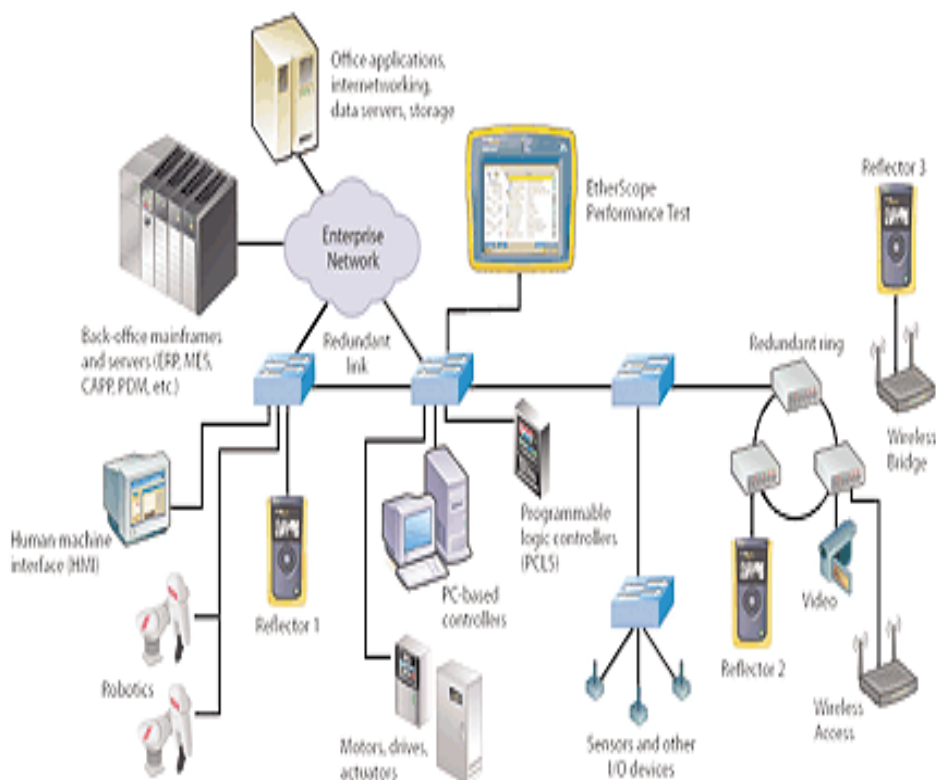 Office applications,
internetworking,
data servers, storage
Reflector 3
EtherScope
Performance Test
Enterprise
Network
Back-office mainframes
and servers (ERP, MES,
CAPP, PDM, etc.)
Redundant
link
Redundant ring
Wireless
Bridge
Human-machine
interface (HMI)
Programmable
logic controllers
(PCLS)
PC-based
controllers
Reflector 1
Video
Reflector 2
Robotics
Wireless
Access
Motors, drives,
actuators
Sensors and other
I/O devices